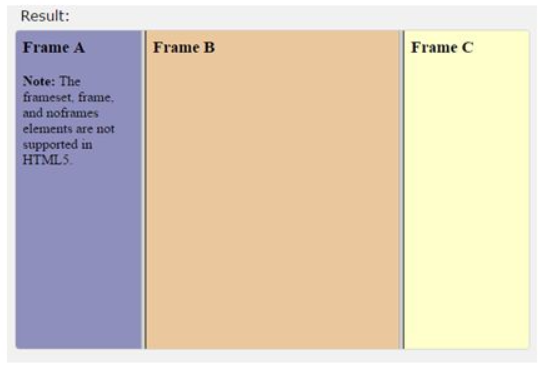 Result:
Frame A
Note: The
frameset, frame,
and noframes
elements are not
supported in
HTML5.
Frame B
Frame C